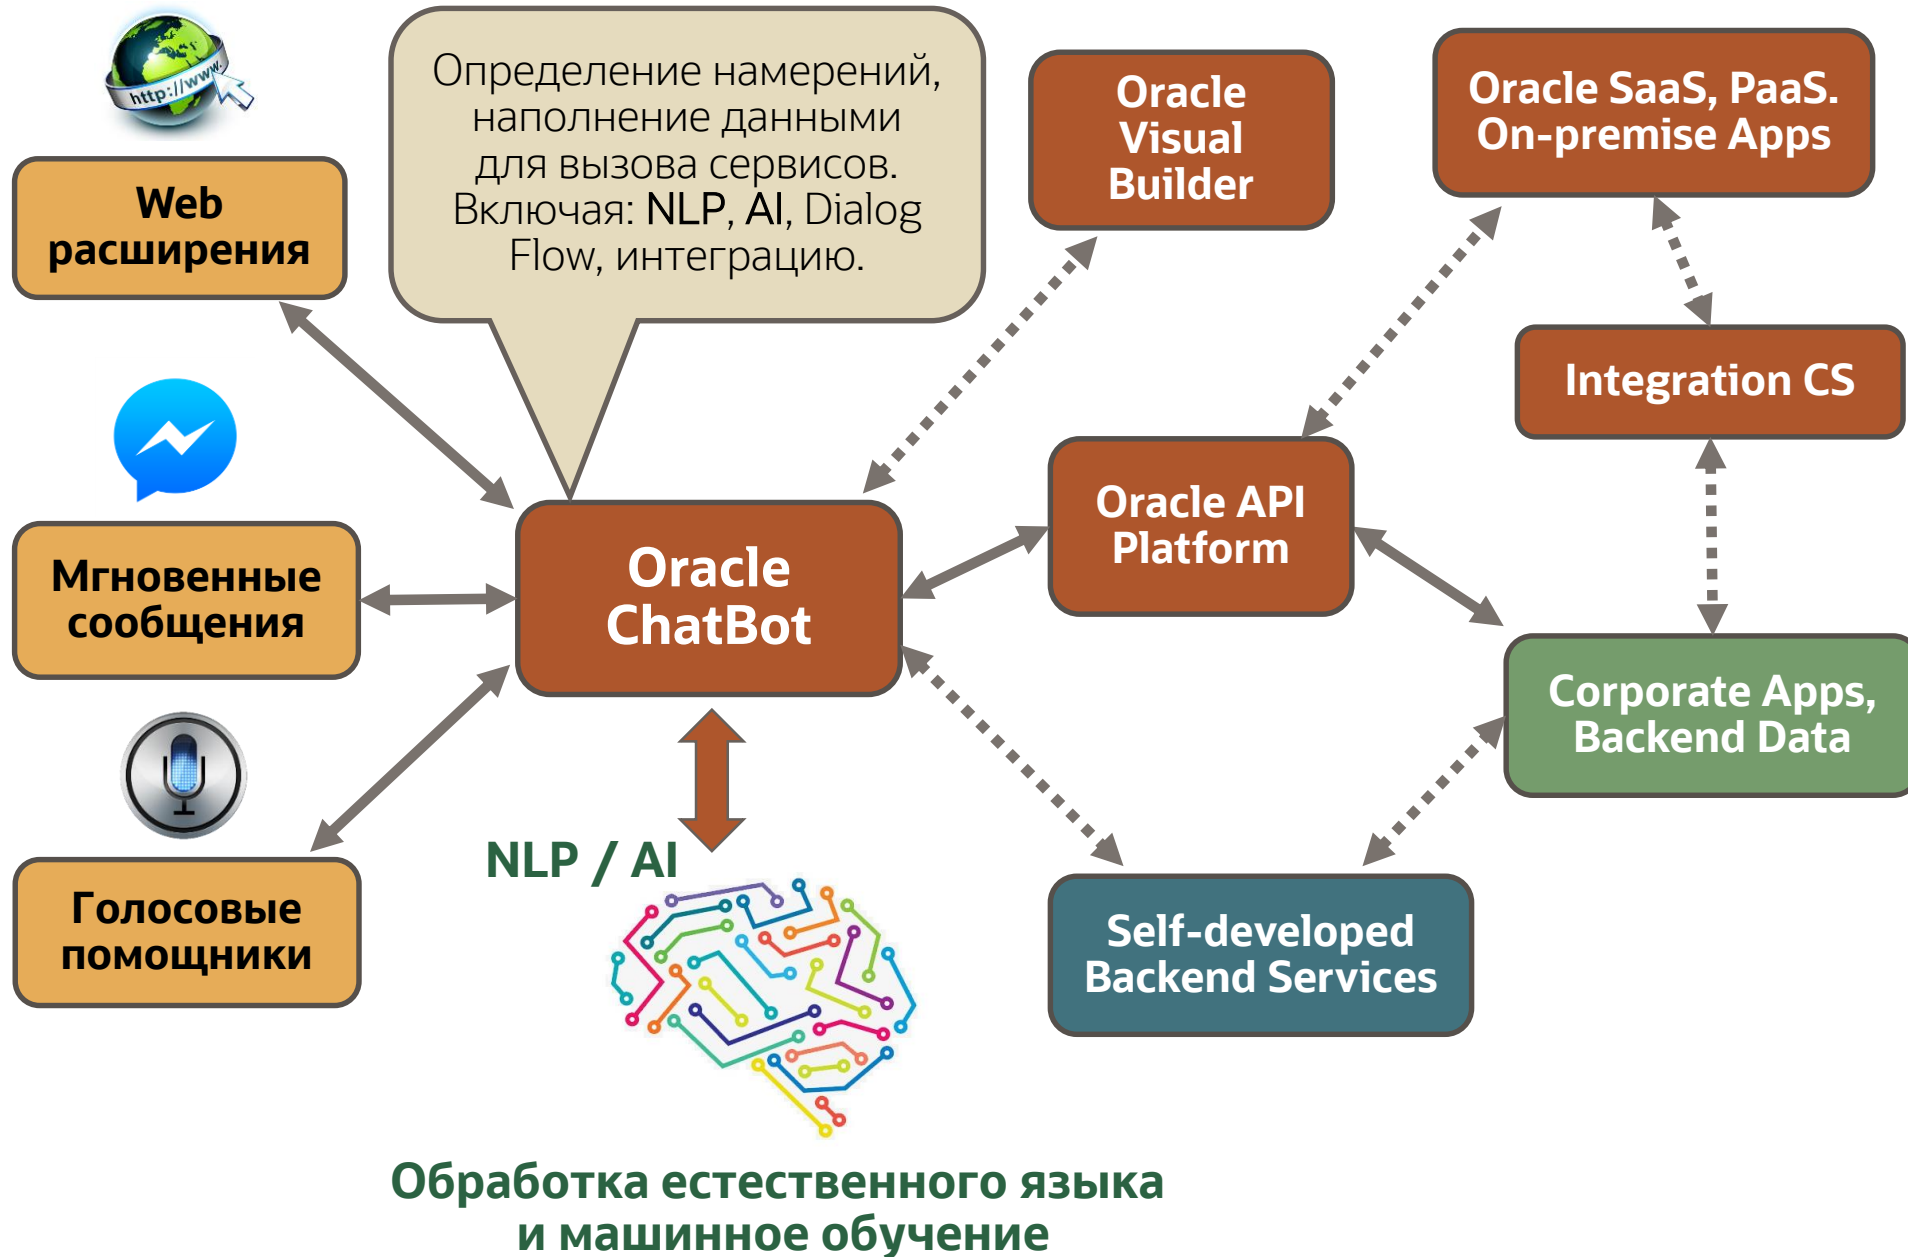 http://www.
Web
расширения
Определение намерений,
наполнение данными
для вызова сервисов.
Включая: NLP, AI, Dialog
Flow, интеграцию.
Oracle
Visual
Builder
Oracle SaaS, PaaS.
On-premise Apps
Integration CS
Мгновенные
сообщения
Oracle
ChatBot
Oracle API
Platform
Corporate Apps,
Backend Data
Голосовые
помощники
NLP / AI
Self-developed
Backend Services
Обработка естественного языка
и машинное обучение